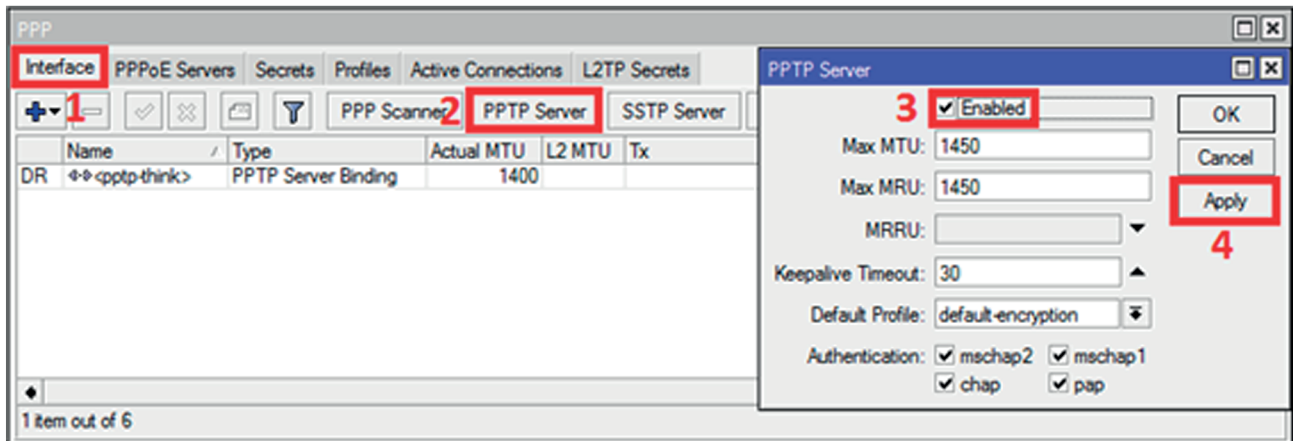 PPP
Interface PPPoE Servers Secrets Profiles Active Connections L2TP Secrets
1 PPP Scanner 2 PPTP Server SSTP Server
Name Type Actual MTU L2 MTU Tx
DR <pptp-think> PPTP Server Binding 1400
1 item out of 6
PPTP Server
3 Enabled OK
Max MTU: 1450 Cancel
Max MRU: 1450 Apply
MRRU: 4
Keepalive Timeout: 30
Default Profile: default-encryption
Authentication: mschap2 mschap1
chap pap